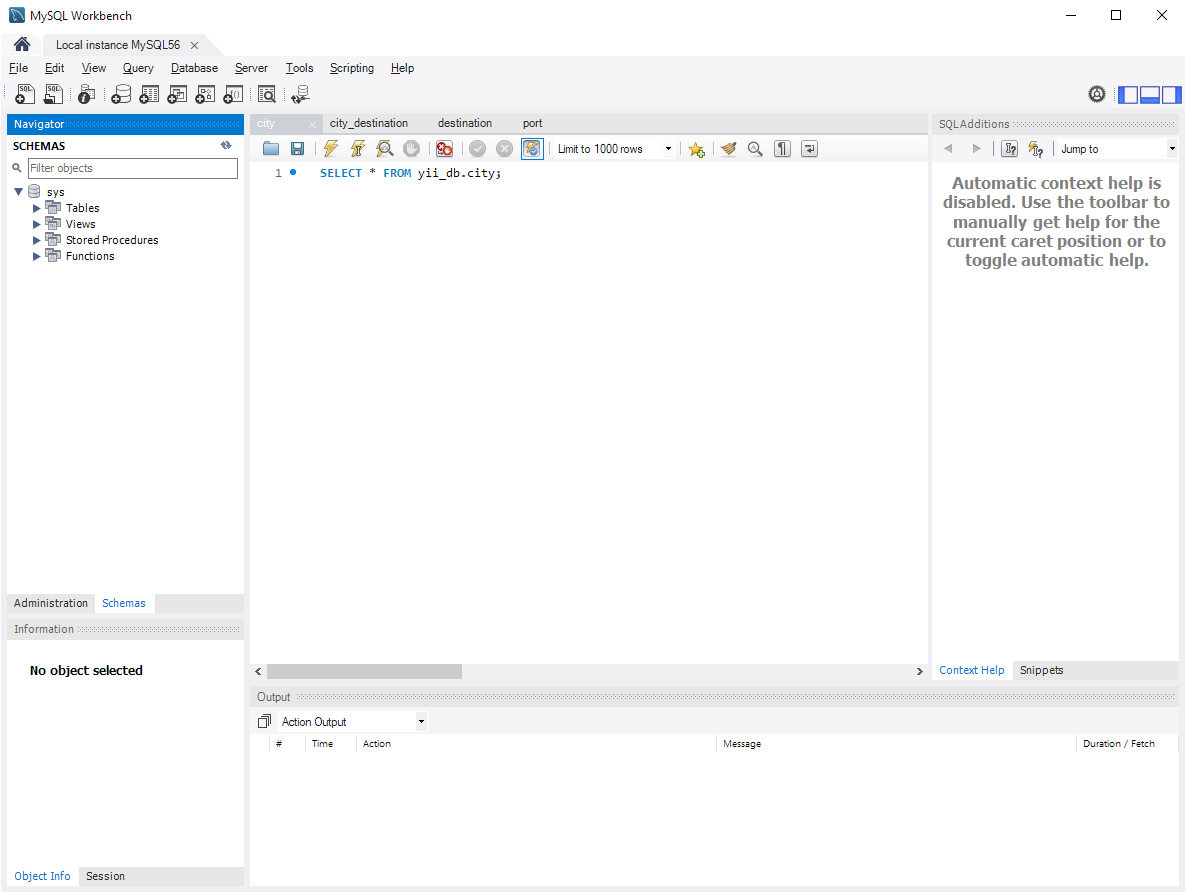 MySQL Workbench
Local instance MySQL56
File Edit View Query Database Server Tools Scripting Help
Navigator
SCHEMAS
Filter objects
sys
Tables
Views
Stored Procedures
Functions
Administration Schemas
Information
No object selected
Object Info Session
city city_destination destination port
Limit to 1000 rows
1 SELECT * FROM yii_db.city;
SQLAdditions
Jump to
Automatic context help is
disabled. Use the toolbar to
manually get help for the
current caret position or to
toggle automatic help.
Context Help Snippets
Output
Action Output
# Time Action Message Duration / Fetch